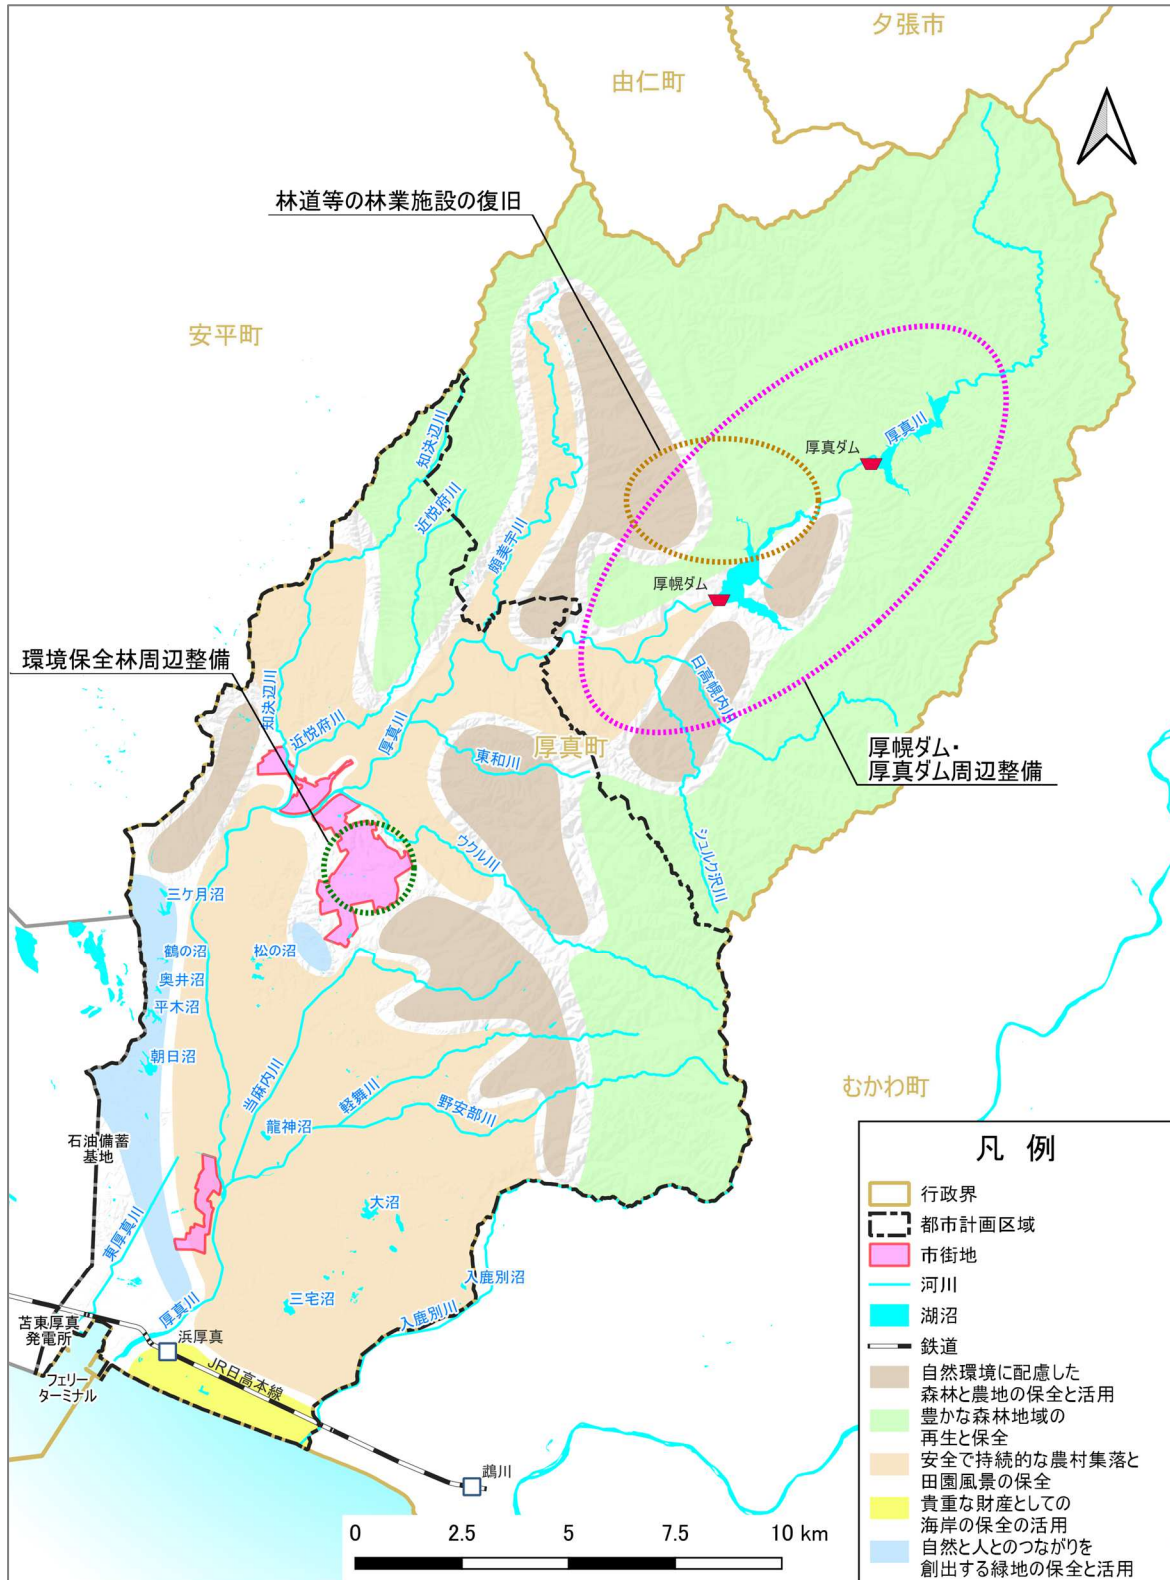 夕張市
由仁町
林道等の林業施設の復旧
安平町
知決辺川
近悦府川
頗美宇川
厚真川
厚真ダム
厚幌ダム
環境保全林周辺整備
知決辺川
近悦府川
厚真川
日高幌内川
厚真町
東和川
厚幌ダム・
厚真ダム周辺整備
ウクル川
シュルク沢川
三ケ月沼
鶴の沼
松の沼
奥井沼
平木沼
朝日沼
当麻内川
軽舞川
野安部川
龍神沼
むかわ町
石油備蓄
基地
東厚真川
大沼
入鹿別沼
三宅沼
入鹿別川
厚真川
苫東厚真
発電所
浜厚真
JR日高本線
フェリー
ターミナル
鵡川
0 2.5 5 7.5 10 km
凡 例
行政界
都市計画区域
市街地
河川
湖沼
鉄道
自然環境に配慮した
森林と農地の保全と活用
豊かな森林地域の
再生と保全
安全で持続的な農村集落と
田園風景の保全
貴重な財産としての
海岸の保全の活用
自然と人とのつながりを
創出する緑地の保全と活用